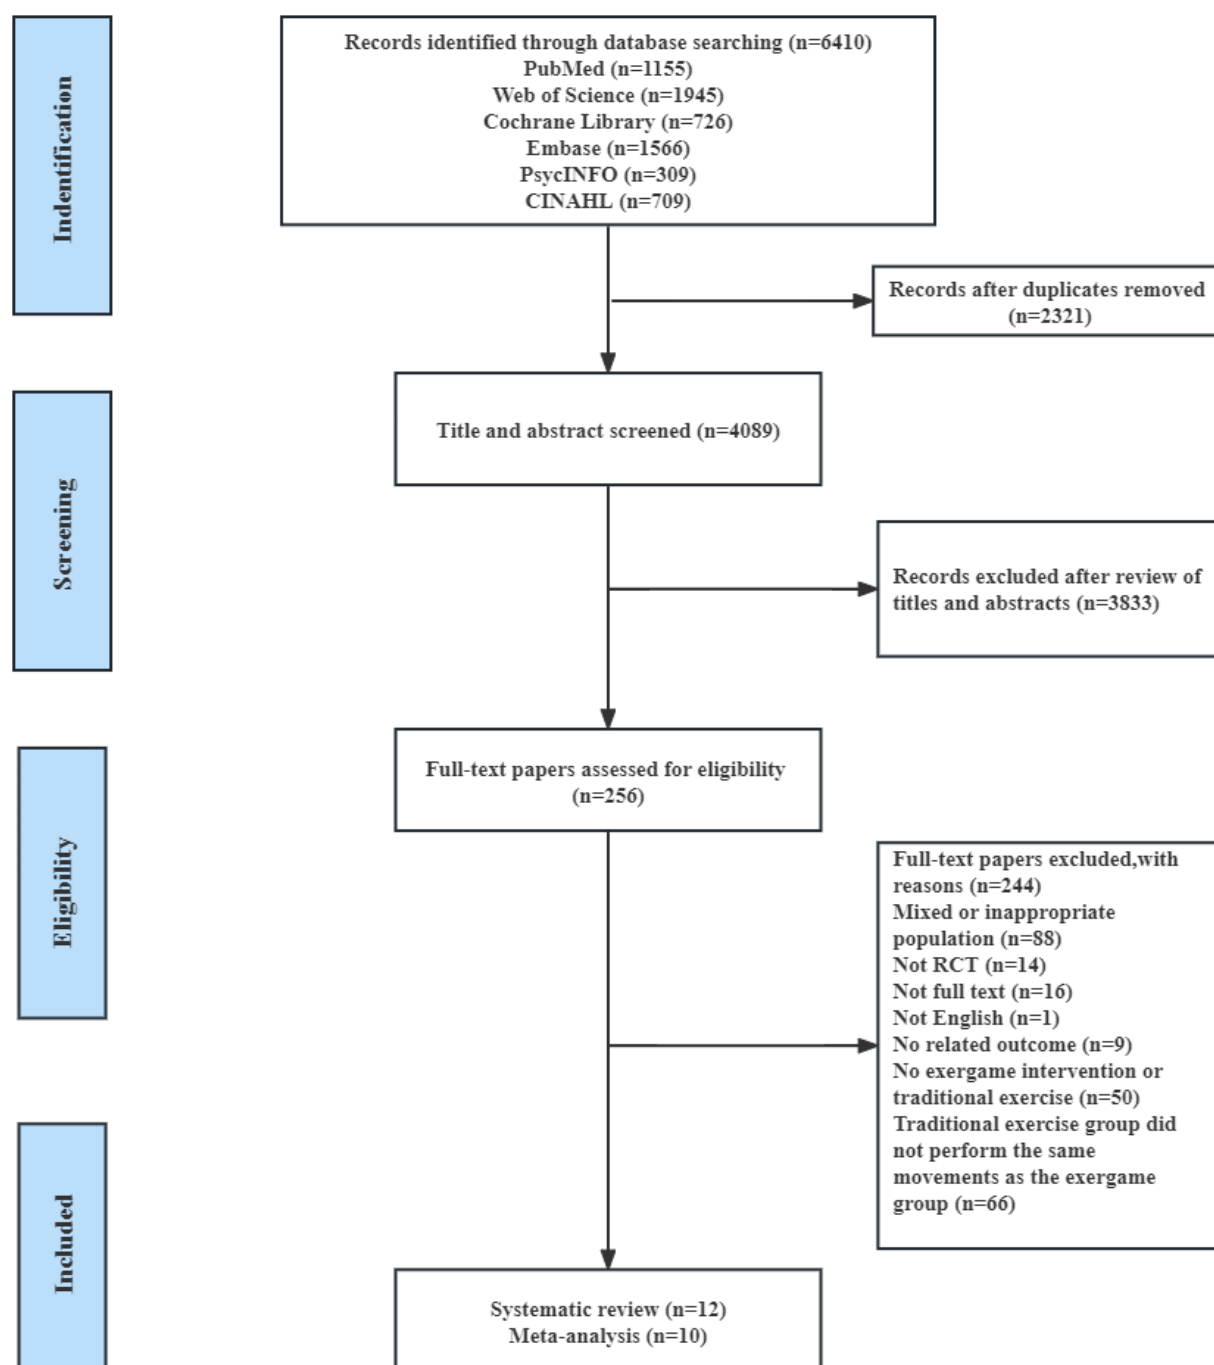 Indentification
Records identified through database searching (n=6410)
PubMed (n=1155)
Web of Science (n=1945)
Cochrane Library (n=726)
Embase (n=1566)
PsycINFO (n=309)
CINAHL (n=709)
Records after duplicates removed
(n=2321)
Screening
Title and abstract screened (n=4089)
Records excluded after review of
titles and abstracts (n=3833)
Eligibility
Full-text papers assessed for eligibility
(n=256)
Full-text papers excluded,with
reasons (n=244)
Mixed or inappropriate
population (n=88)
Not RCT (n=14)
Not full text (n=16)
Not English (n=1)
No related outcome (n=9)
No exergame intervention or
traditional exercise (n=50)
Traditional exercise group did
not perform the same
movements as the exergame
group (n=66)
Included
Systematic review (n=12)
Meta-analysis (n=10)